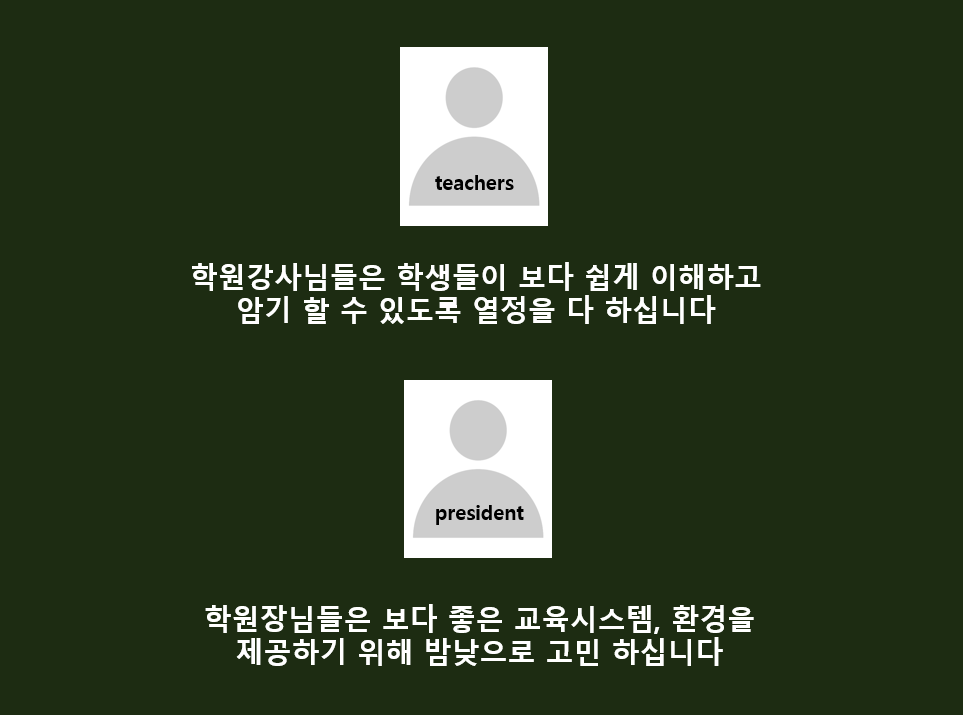 teachers
학원강사님들은 학생들이 보다 쉽게 이해하고
암기 할 수 있도록 열정을 다 하십니다
president
학원장님들은 보다 좋은 교육시스템, 환경을
제공하기 위해 밤낮으로 고민 하십니다